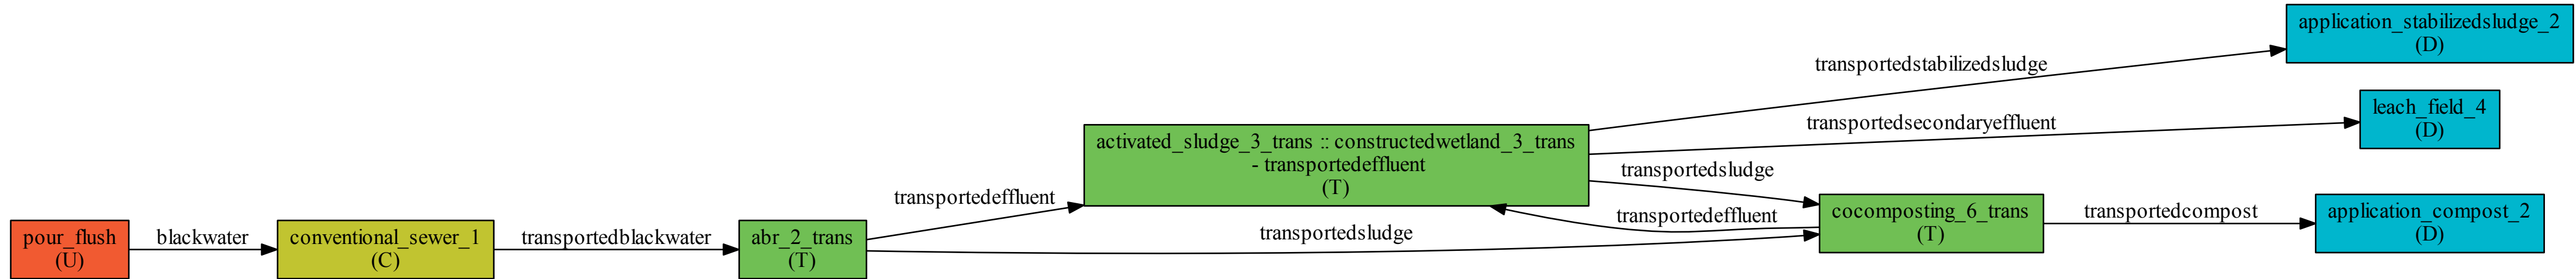 pour_flush
(U)
blackwater
conventional_sewer_1
(C)
transportedblackwater
abr_2_trans
(T)
transportedeffluent
transportedsludge
activated_sludge_3_trans :: constructedwetland_3_trans
- transportedeffluent
(T)
transportedstabilizedsludge
transportedsecondaryeffluent
transportedsludge
transportedeffluent
cocomposting_6_trans
(T)
transportedcompost
application_stabilizedsludge_2
(D)
leach_field_4
(D)
application_compost_2
(D)